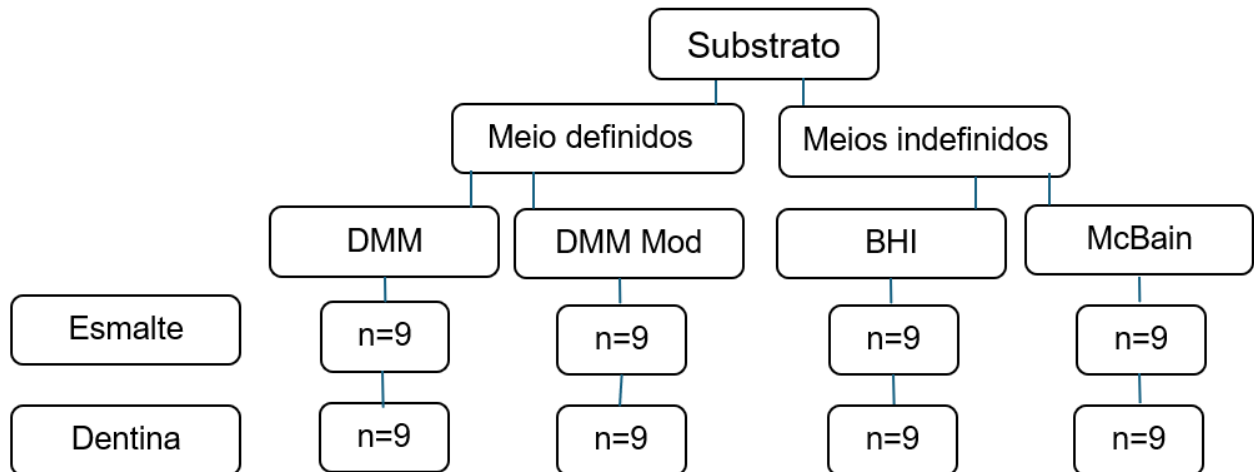 Substrato
Meio definidos
Meios indefinidos
DMM
DMM Mod
BHI
McBain
Esmalte
n=9
n=9
n=9
n=9
Dentina
n=9
n=9
n=9
n=9